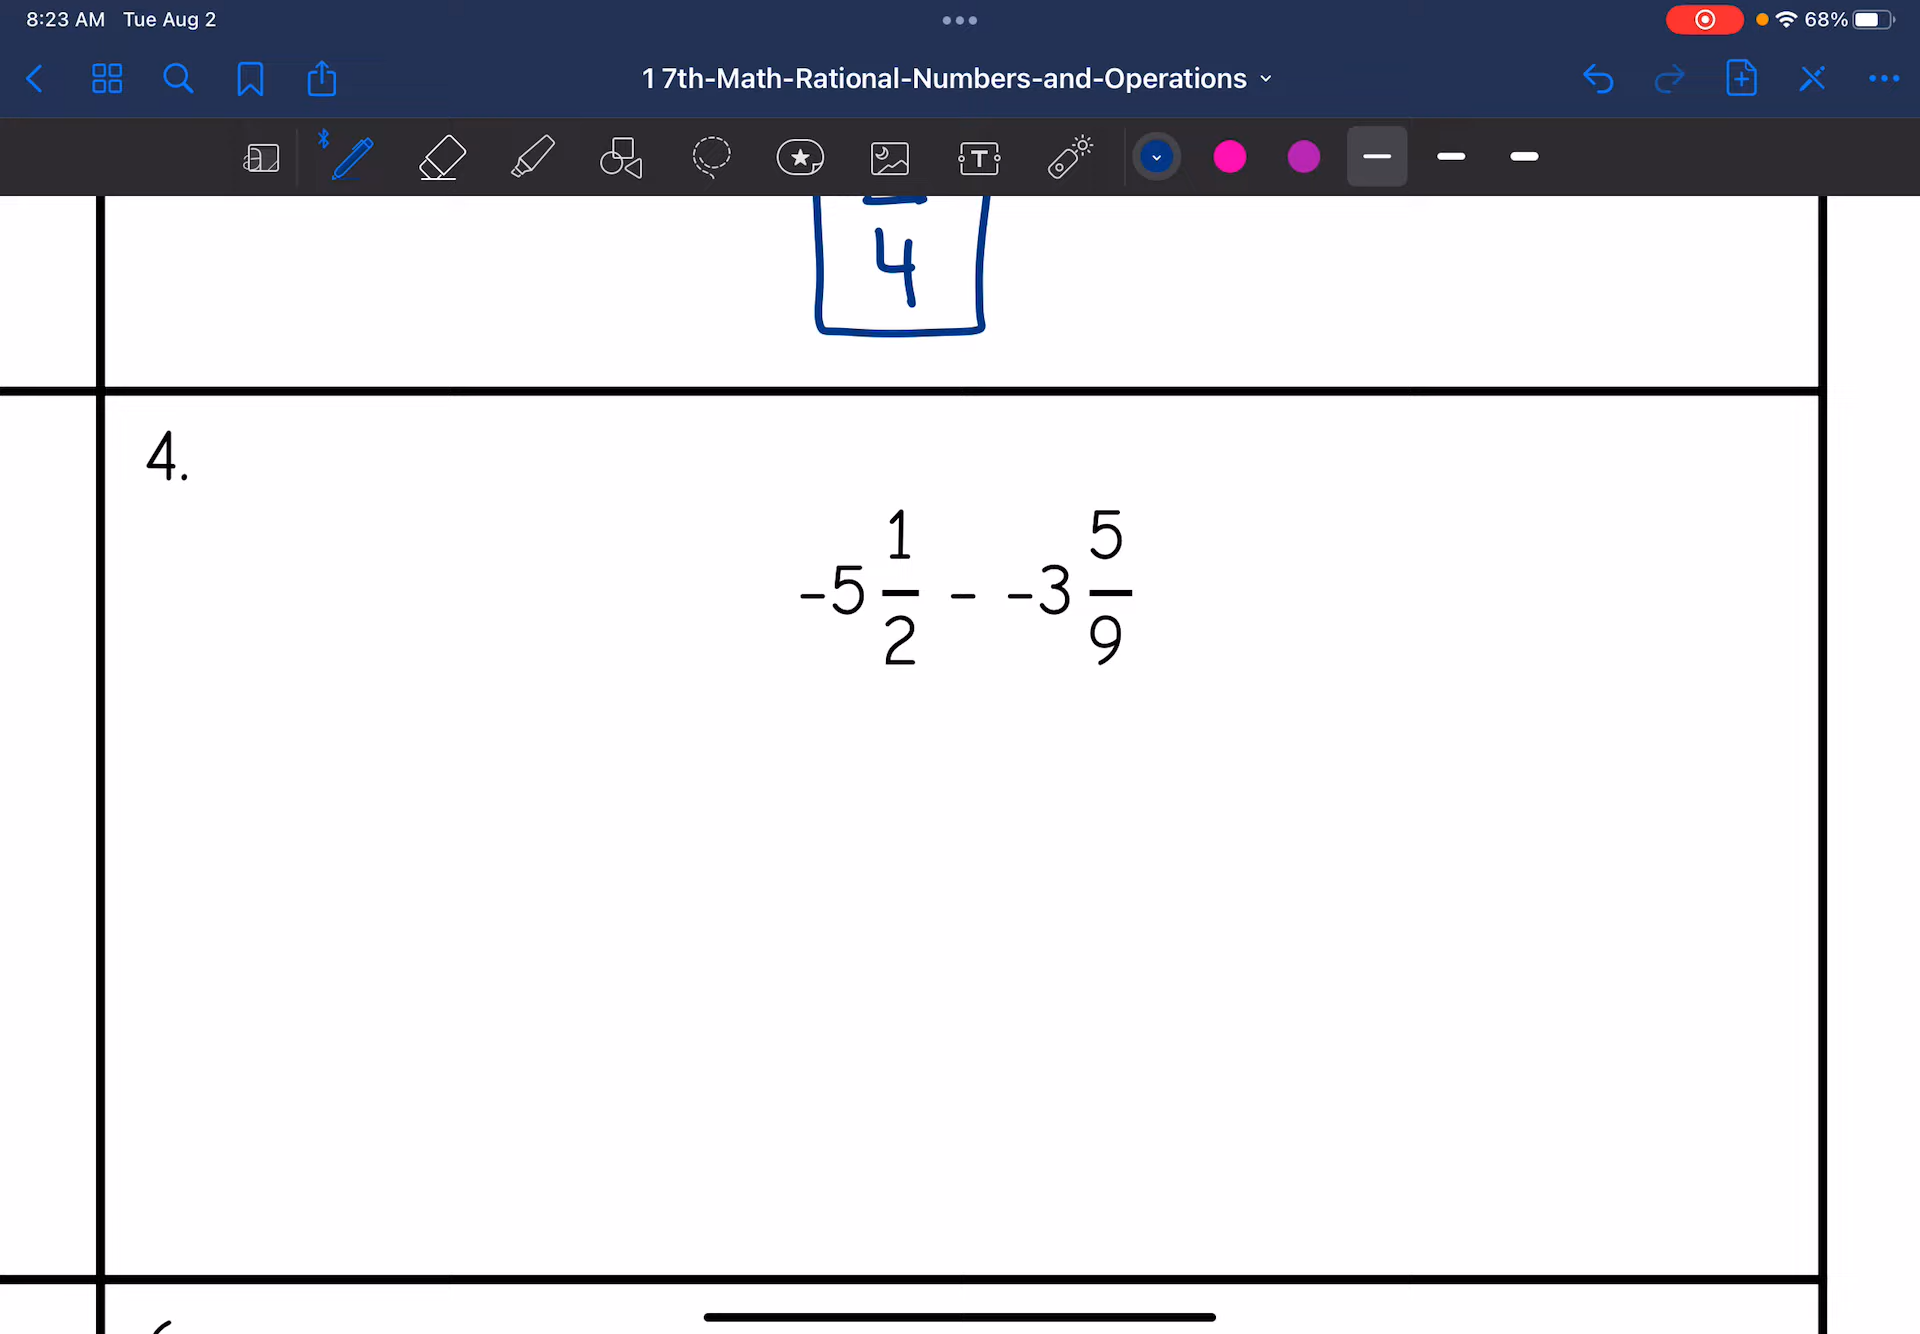 8:23 AM Tue Aug 2
68%
1 7th-Math-Rational-Numbers-and-Operations
T
4
4.
-5 1/2 - -3 5/9